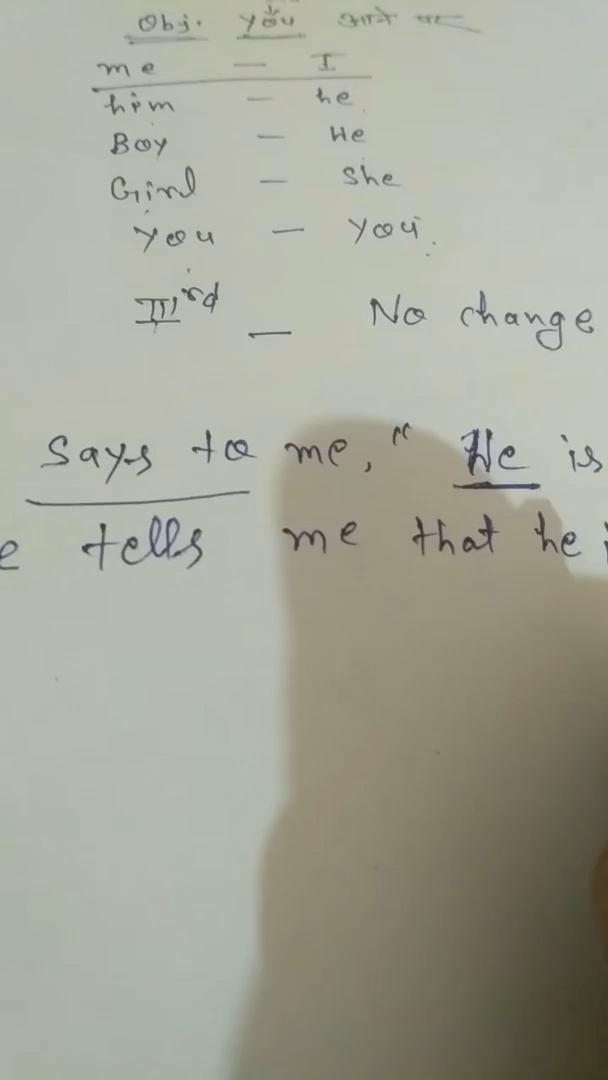 Obj. You आने पर
me — I
him — he
Boy — He
Girl — She
You — You.
IIIrd — No change
says to me, " He is
e tells me that he i